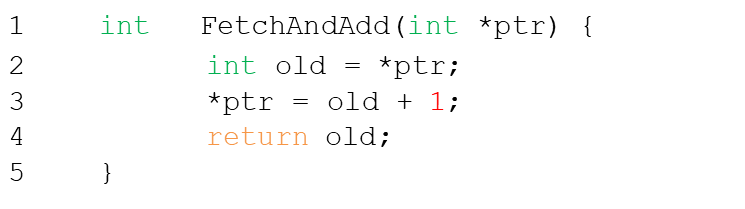 1 int FetchAndAdd(int *ptr) {
2 int old = *ptr;
3 *ptr = old + 1;
4 return old;
5 }